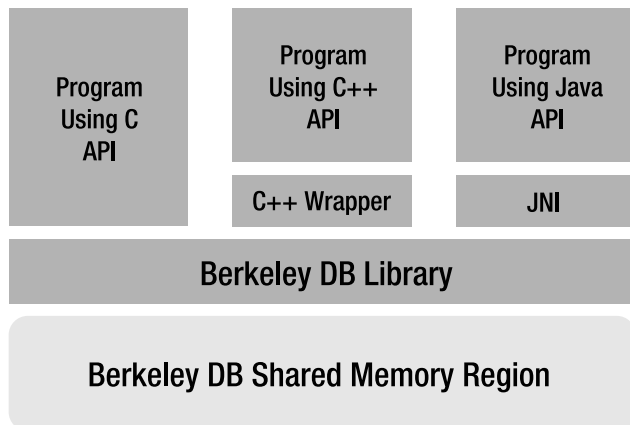 Program
Using C
API
Program
Using C++
API
Program
Using Java
API
C++ Wrapper
JNI
Berkeley DB Library
Berkeley DB Shared Memory Region